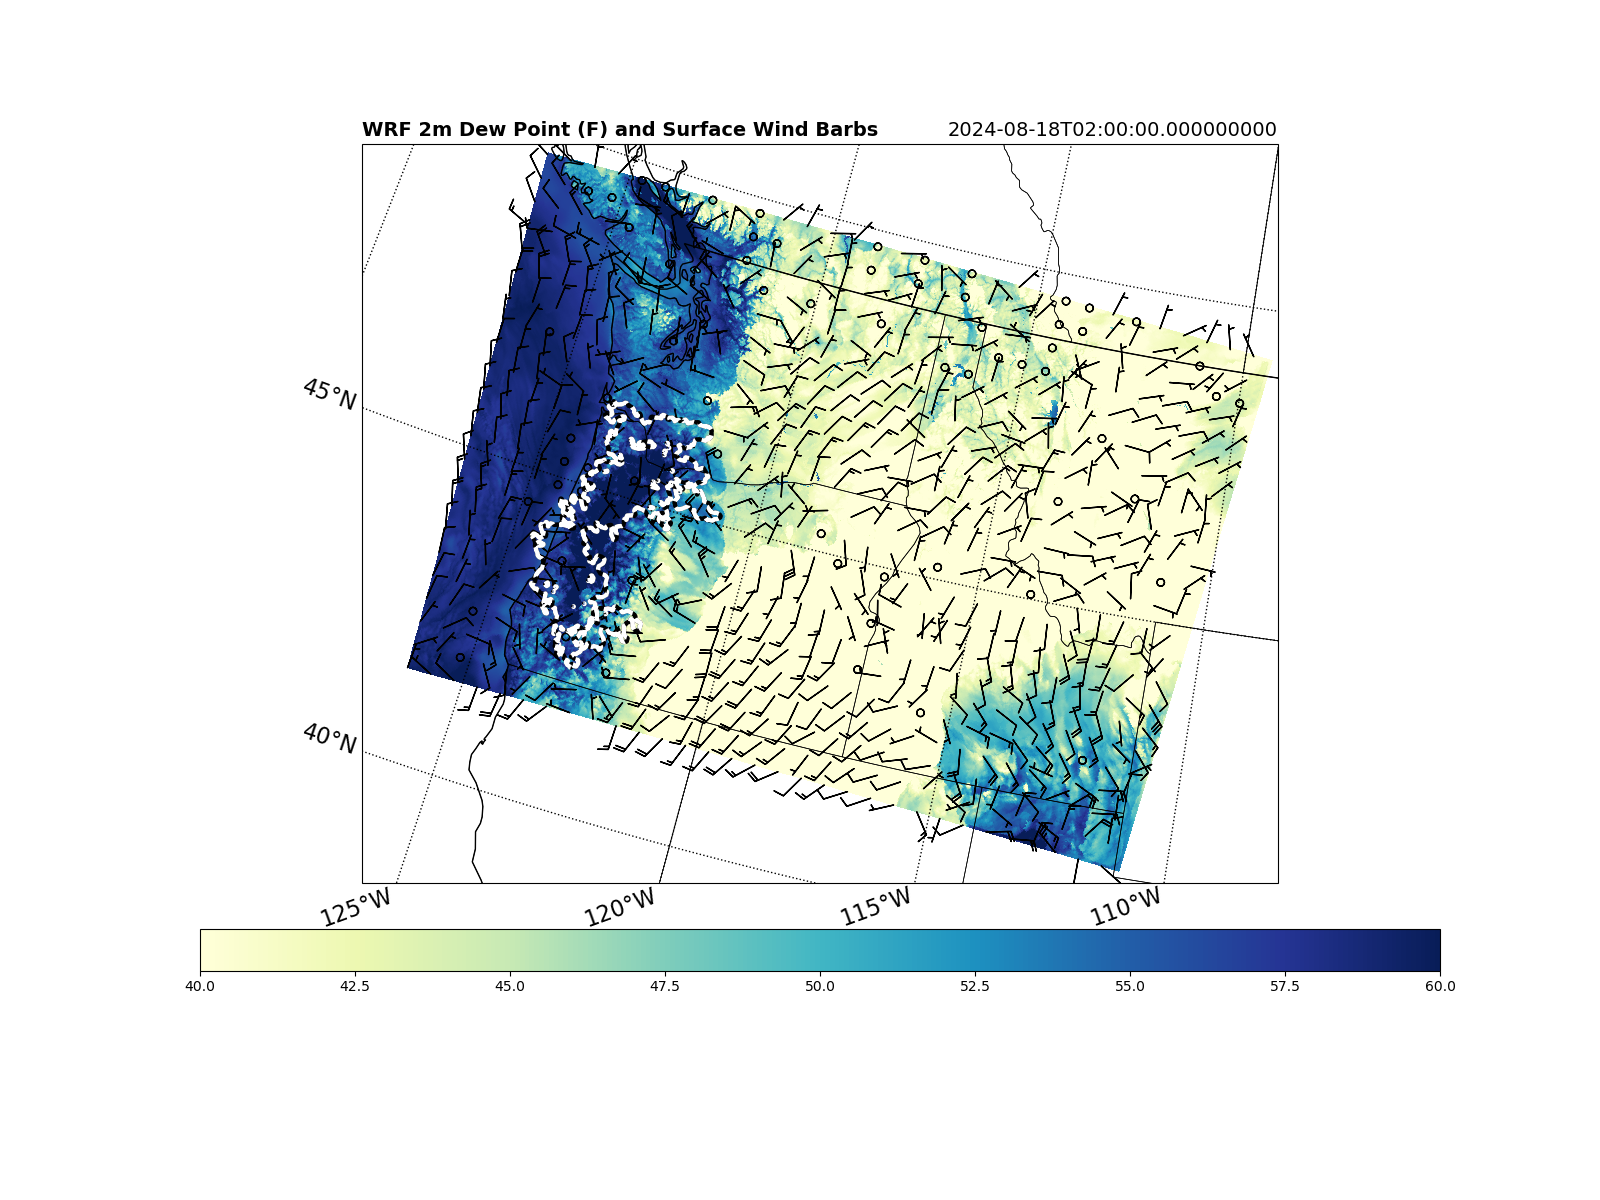 WRF 2m Dew Point (F) and Surface Wind Barbs 2024-08-18T02:00:00.000000000
45°N
40°N
125°W 120°W 115°W 110°W
40.0 42.5 45.0 47.5 50.0 52.5 55.0 57.5 60.0